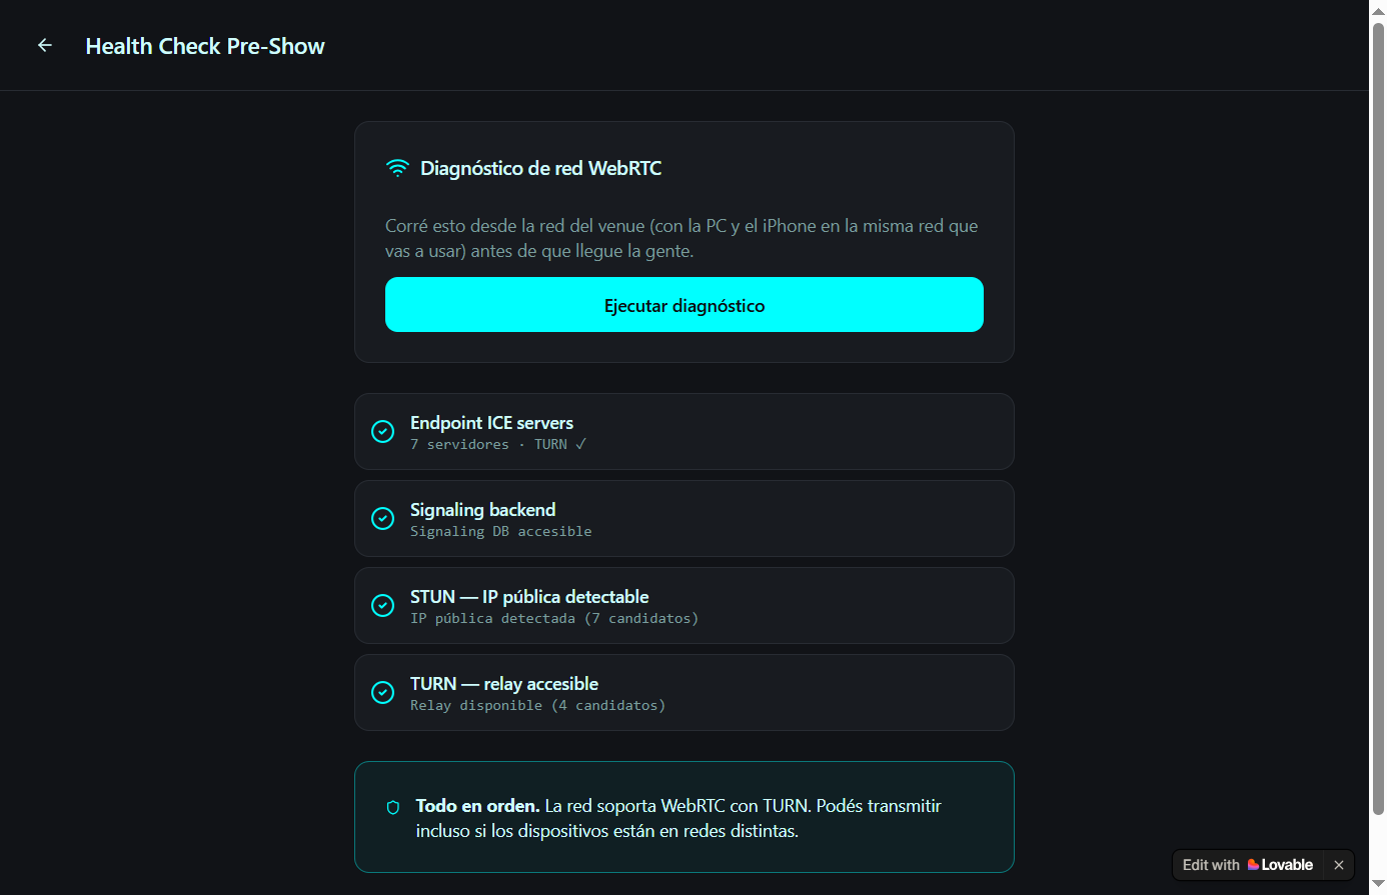 Health Check Pre-Show
Diagnóstico de red WebRTC
Corré esto desde la red del venue (con la PC y el iPhone en la misma red que
vas a usar) antes de que llegue la gente.
Ejecutar diagnóstico
Endpoint ICE servers
7 servidores · TURN ✓
Signaling backend
Signaling DB accesible
STUN — IP pública detectable
IP pública detectada (7 candidatos)
TURN — relay accesible
Relay disponible (4 candidatos)
Todo en orden. La red soporta WebRTC con TURN. Podés transmitir
incluso si los dispositivos están en redes distintas.
Edit with Lovable